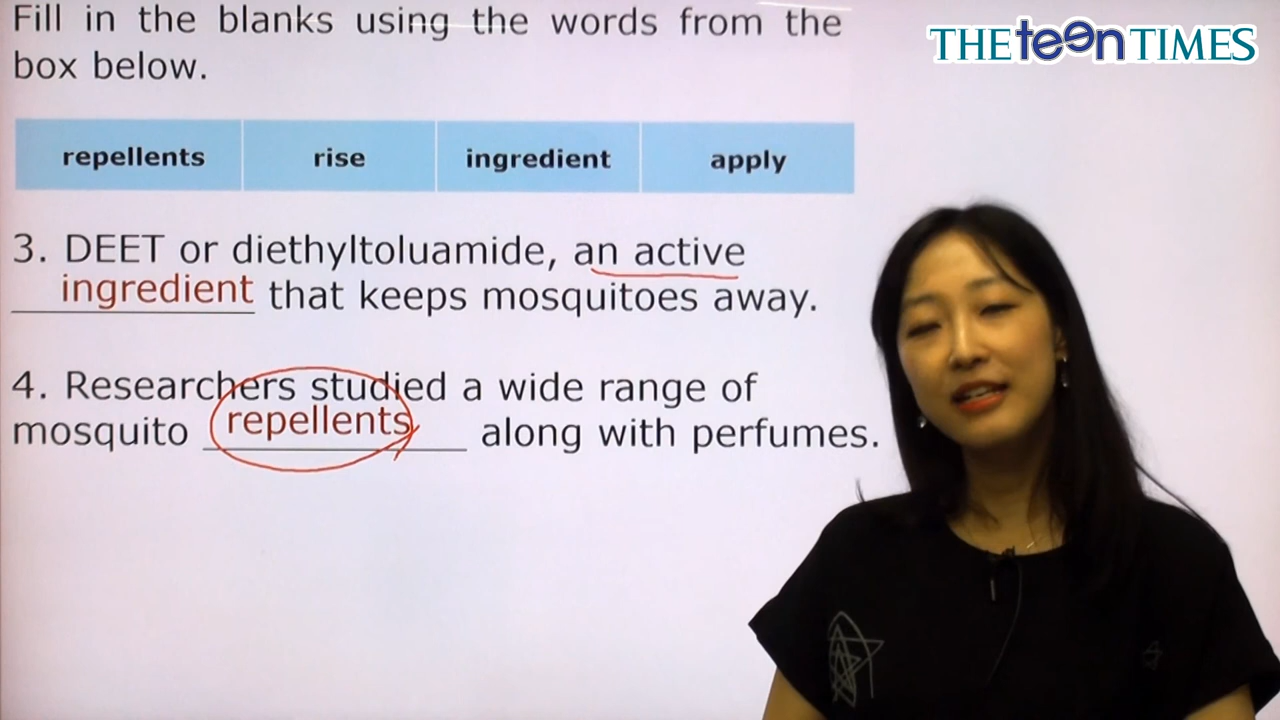 THE teen TIMES
Fill in the blanks using the words from the
box below.
repellents rise ingredient apply
3. DEET or diethyltoluamide, an active
ingredient that keeps mosquitoes away.
4. Researchers studied a wide range of
mosquito repellents along with perfumes.